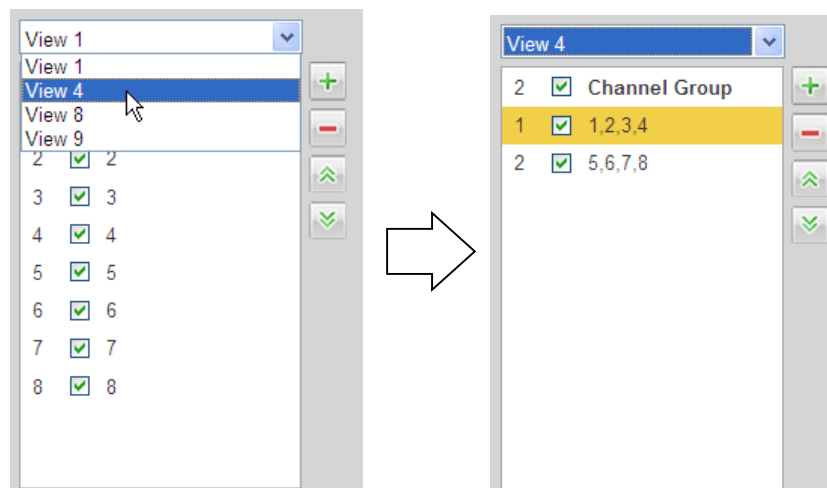 View 1
View 1
View 4
View 8
View 9
2 2
3 3
4 4
5 5
6 6
7 7
8 8
View 4
2 Channel Group
1 1,2,3,4
2 5,6,7,8